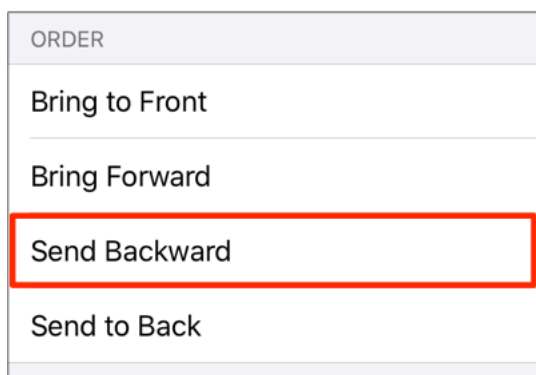 ORDER
Bring to Front
Bring Forward
Send Backward
Send to Back